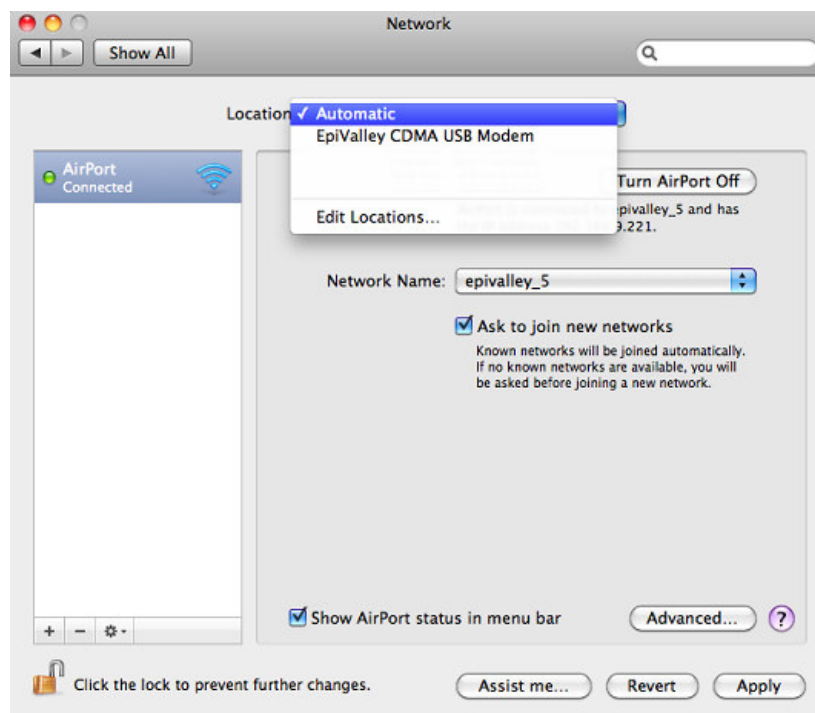 Network
Show All
Location
✓ Automatic
EpiValley CDMA USB Modem
Edit Locations...
AirPort
Connected
Turn AirPort Off
epivalley_5 and has
9.221.
Network Name: epivalley_5
Ask to join new networks
Known networks will be joined automatically.
If no known networks are available, you will
be asked before joining a new network.
Show AirPort status in menu bar
Advanced...
?
Click the lock to prevent further changes.
Assist me...
Revert
Apply